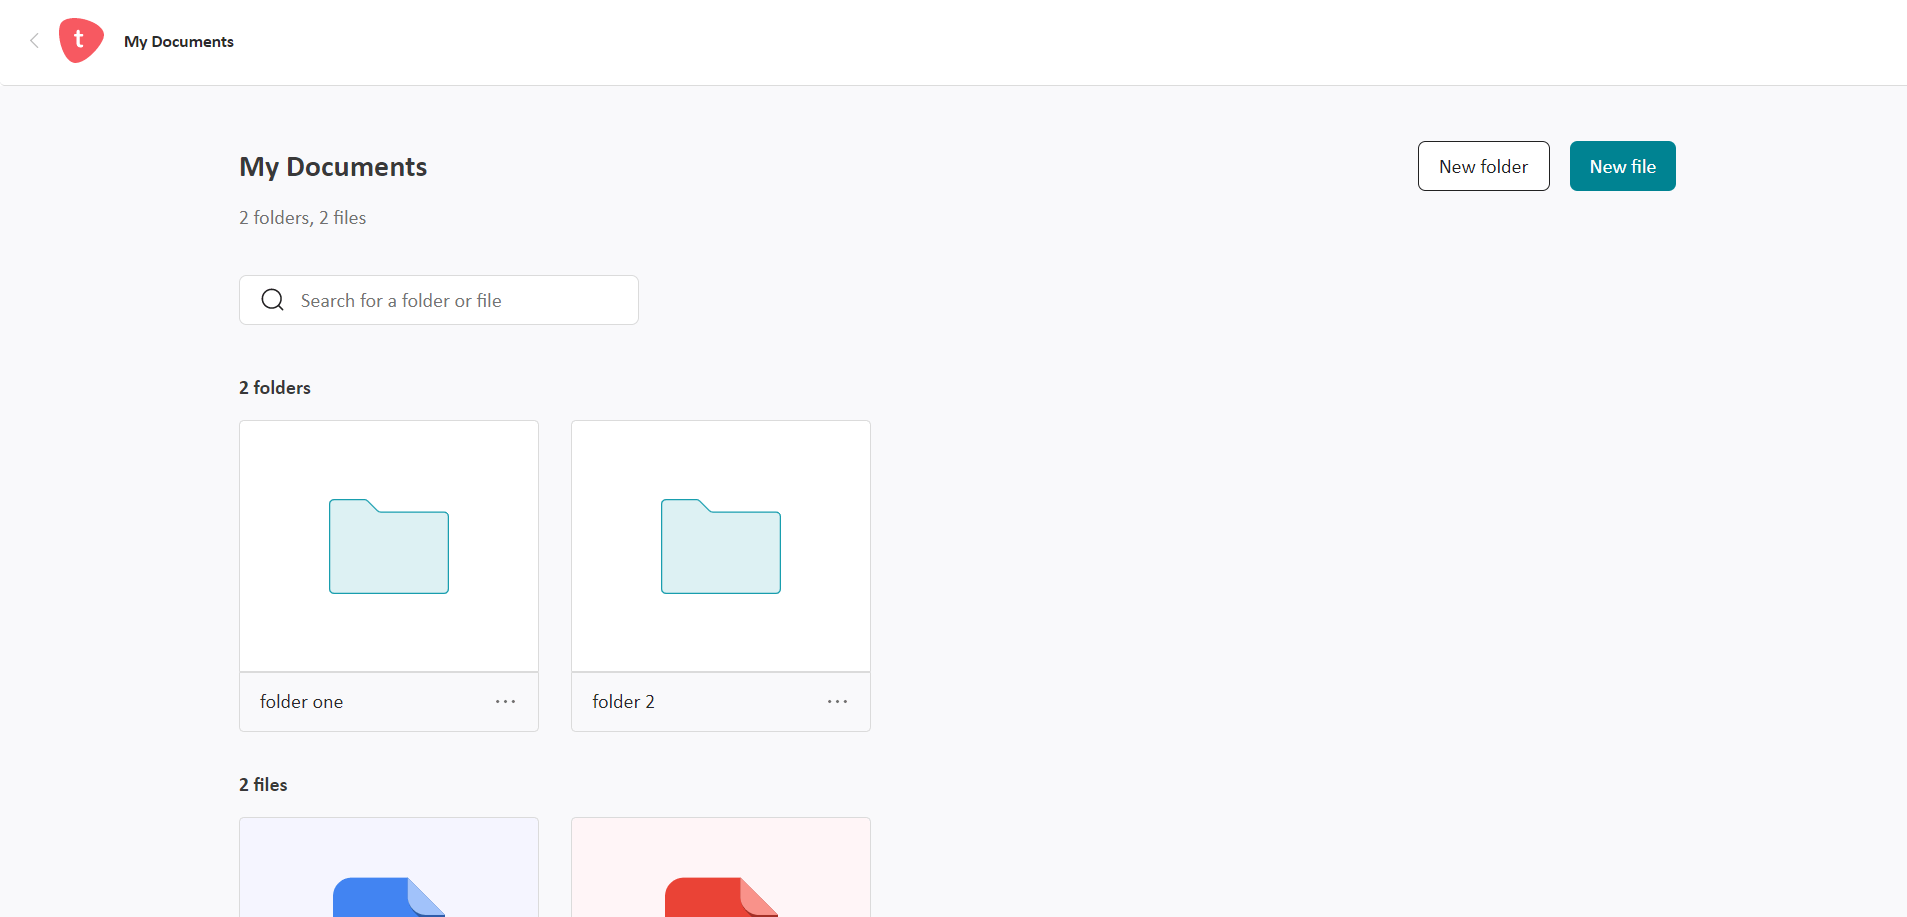 t
My Documents
My Documents
New folder
New file
2 folders, 2 files
Search for a folder or file
2 folders
folder one
folder 2
2 files